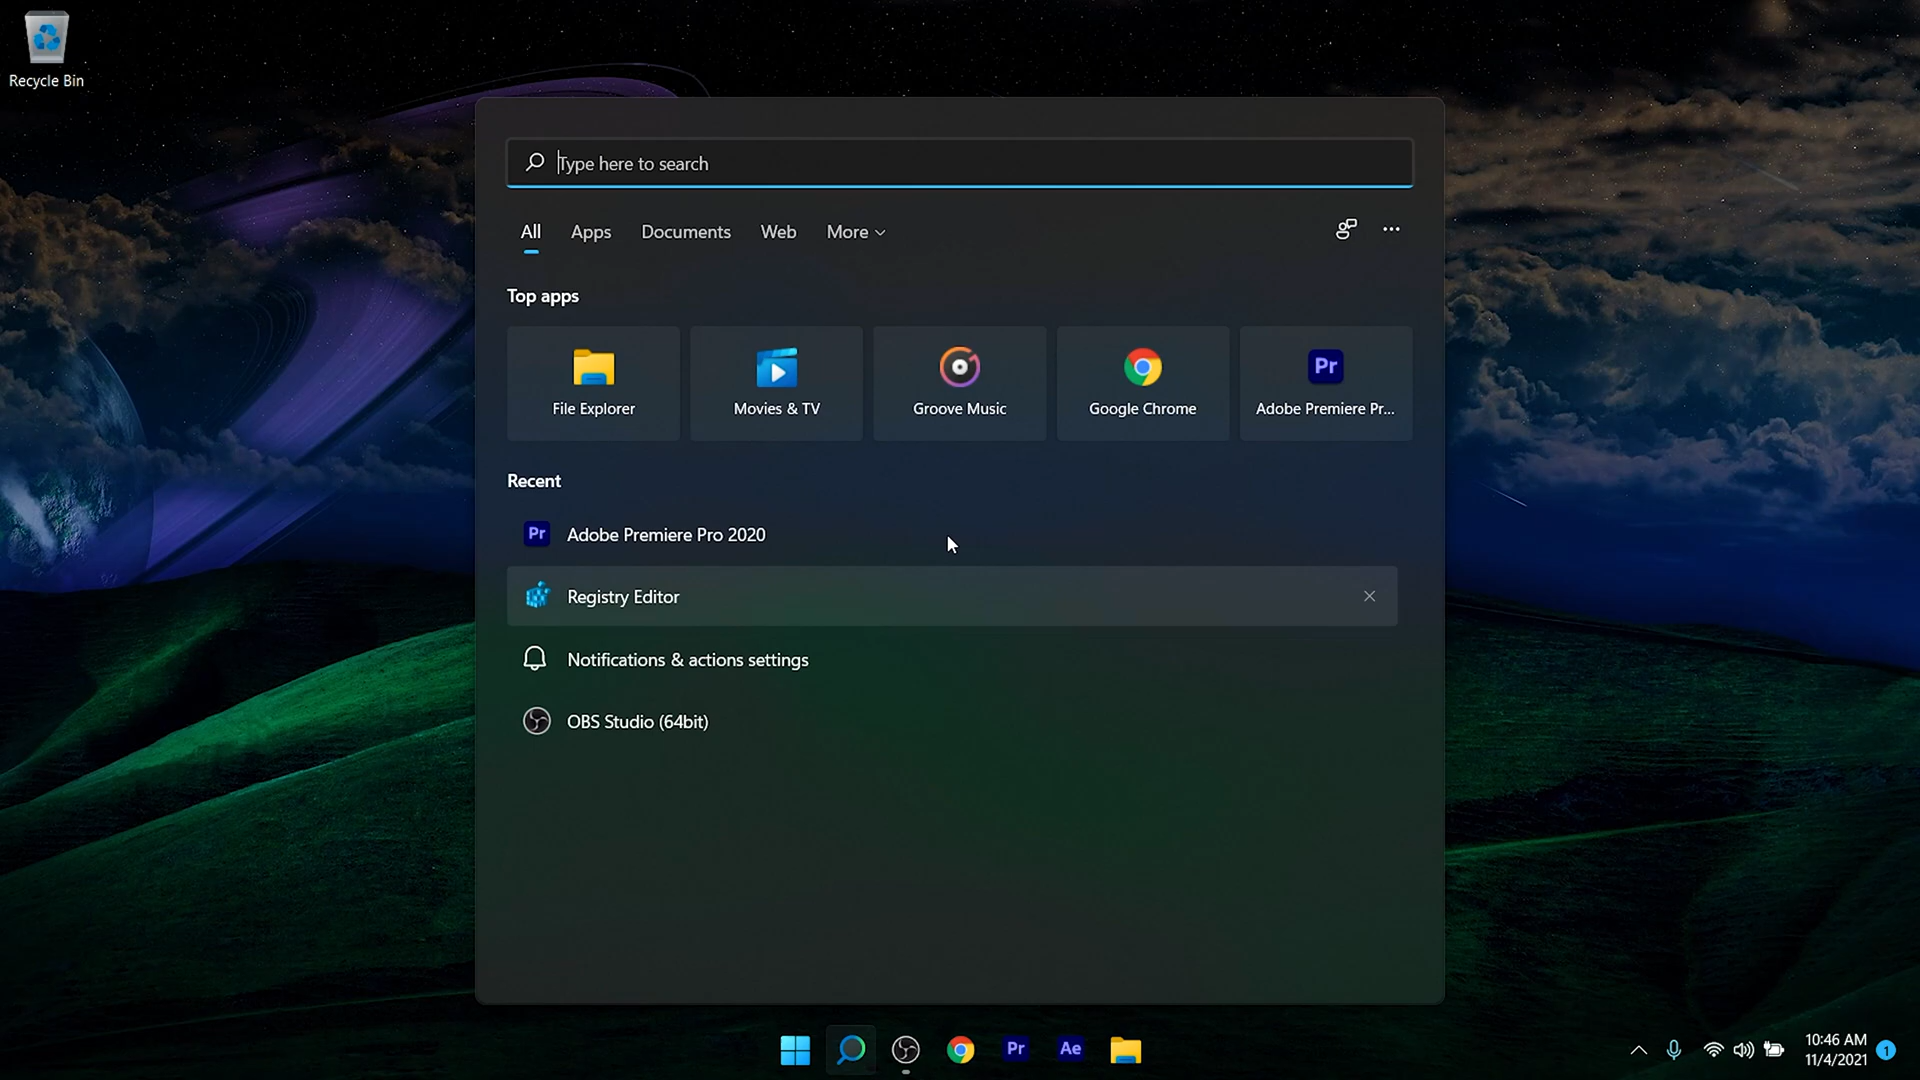 Recycle Bin
Type here to search
All Apps Documents Web More
Top apps
File Explorer Movies & TV Groove Music Google Chrome Pr Adobe Premiere Pr...
Recent
Pr Adobe Premiere Pro 2020
Registry Editor
Notifications & actions settings
OBS Studio (64bit)
Pr Ae
10:46 AM
11/4/2021 1